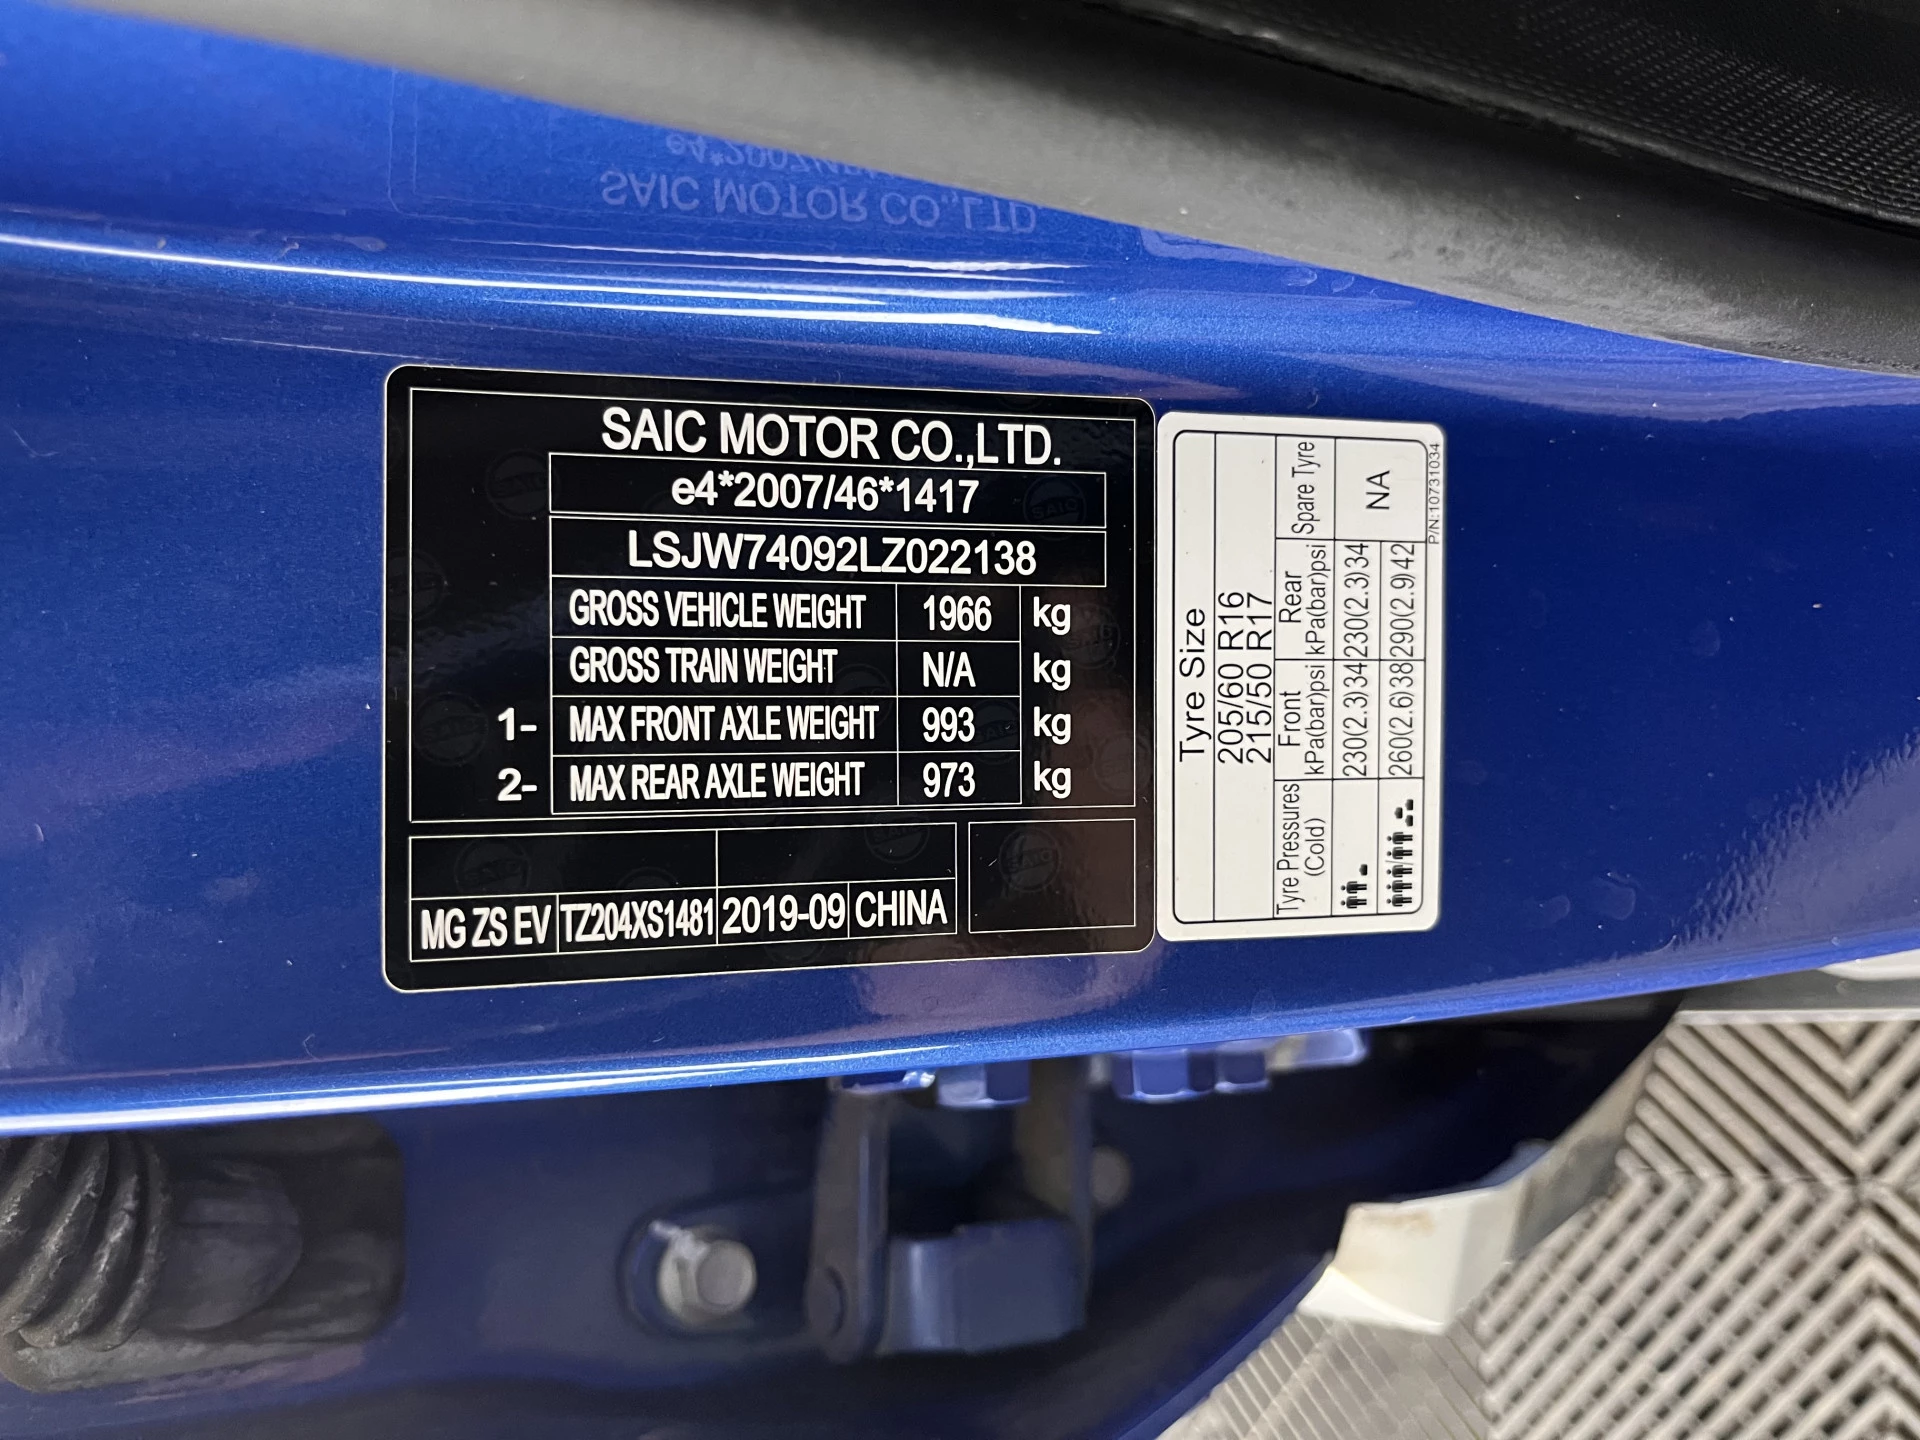 SAIC MOTOR CO.,LTD.
e4*2007/46*1417
LSJW74092LZ022138
GROSS VEHICLE WEIGHT 1966 kg
GROSS TRAIN WEIGHT N/A kg
1- MAX FRONT AXLE WEIGHT 993 kg
2- MAX REAR AXLE WEIGHT 973 kg
MG ZS EV TZ204XS1481 2019-09 CHINA
Tyre Size
205/60 R16
215/50 R17
Tyre Pressures (Cold) Front kPa(bar)psi Rear kPa(bar)psi Spare Tyre
230(2.3)34 230(2.3)34 NA
260(2.6)38 290(2.9)42
P/N:10731034
SAIC MOTOR CO.,LTD.